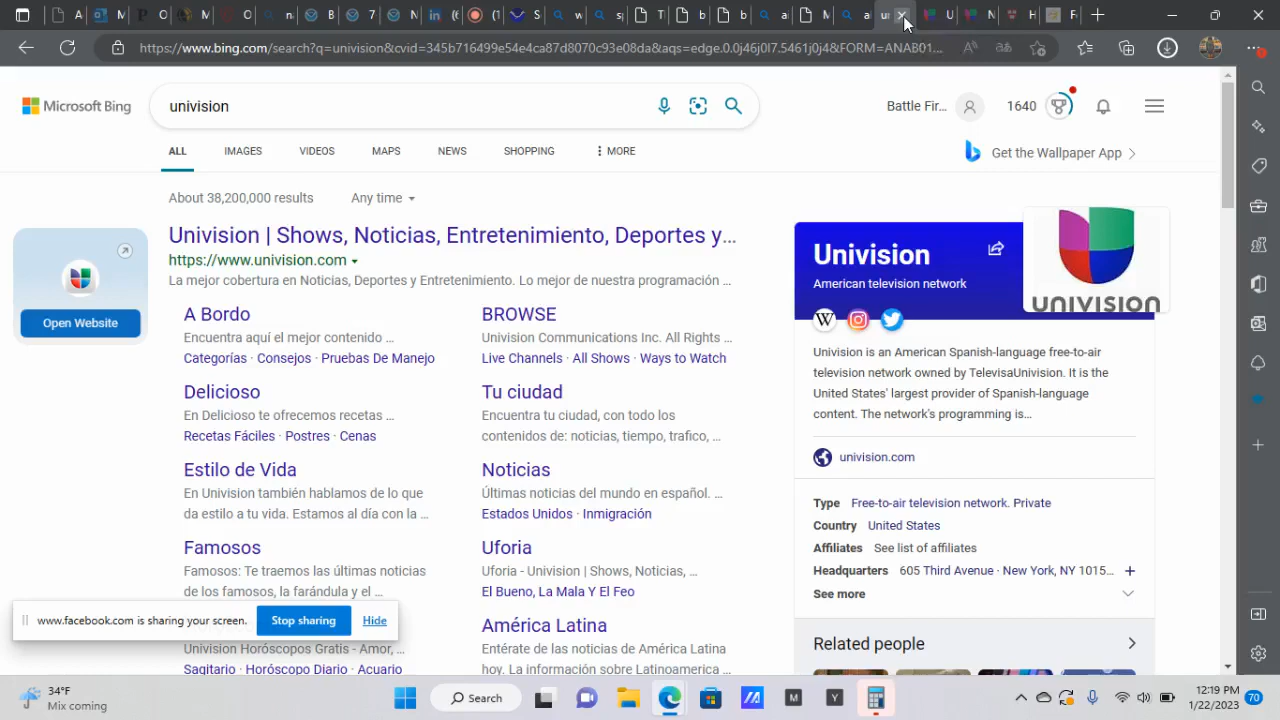 https://www.bing.com/search?q=univision&cvid=345b716499e54e4ca87d8070c93e08da&aqs=edge.0.0j46j0l7.5461j0j4&FORM=ANAB01...
Microsoft Bing
univision
Battle Fir...
1640
ALL IMAGES VIDEOS MAPS NEWS SHOPPING MORE
Get the Wallpaper App
About 38,200,000 results Any time
Open Website
Univision | Shows, Noticias, Entretenimiento, Deportes y...
https://www.univision.com
La mejor cobertura en Noticias, Deportes y Entretenimiento. Lo mejor de nuestra programación ...
A Bordo
Encuentra aquí el mejor contenido ...
Categorías · Consejos · Pruebas De Manejo
BROWSE
Univision Communications Inc. All Rights ...
Live Channels · All Shows · Ways to Watch
Delicioso
En Delicioso te ofrecemos recetas ...
Recetas Fáciles · Postres · Cenas
Tu ciudad
Encuentra tu ciudad, con todo los
contenidos de: noticias, tiempo, trafico, ...
Estilo de Vida
En Univision también hablamos de lo que
da estilo a tu vida. Estamos al día con la ...
Noticias
Últimas noticias del mundo en español. ...
Estados Unidos · Inmigración
Famosos
Famosos: Te traemos las últimas noticias
de los famosos, la farándula y el ...
Uforia
Uforia - Univision | Shows, Noticias, ...
El Bueno, La Mala Y El Feo
Univision Horóscopos Gratis - Amor, ...
Sagitario · Horóscopo Diario · Acuario
América Latina
Entérate de las noticias de América Latina
hoy. La información sobre Latinoamerica ...
Univision
American television network
UNIVISION
W
Univision is an American Spanish-language free-to-air
television network owned by TelevisaUnivision. It is the
United States' largest provider of Spanish-language
content. The network's programming is...
univision.com
Type Free-to-air television network. Private
Country United States
Affiliates See list of affiliates
Headquarters 605 Third Avenue · New York, NY 1015...
See more
Related people
www.facebook.com is sharing your screen.
Stop sharing
Hide
34°F
Mix coming
Search
M
Y
12:19 PM
1/22/2023
70